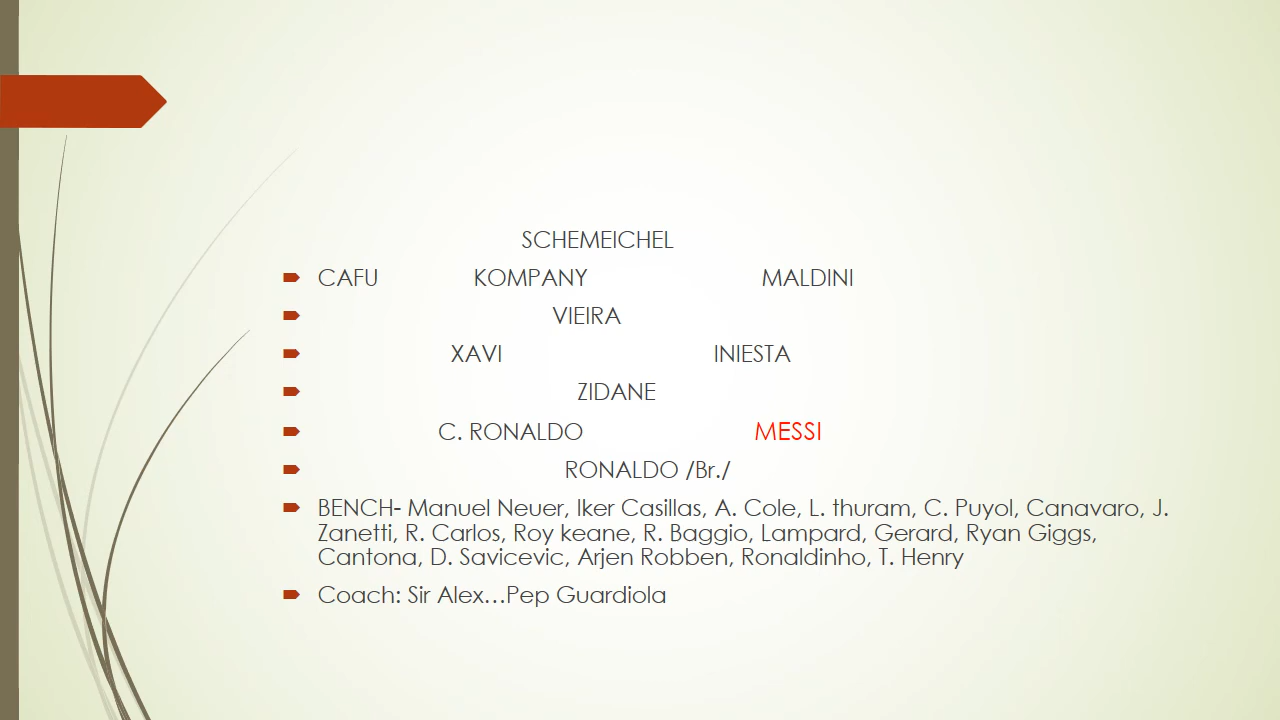 SCHEMEICHEL
CAFU KOMPANY MALDINI
VIEIRA
XAVI INIESTA
ZIDANE
C. RONALDO MESSI
RONALDO /Br./
BENCH- Manuel Neuer, Iker Casillas, A. Cole, L. thuram, C. Puyol, Canavaro, J.
Zanetti, R. Carlos, Roy keane, R. Baggio, Lampard, Gerard, Ryan Giggs,
Cantona, D. Savicevic, Arjen Robben, Ronaldinho, T. Henry
Coach: Sir Alex…Pep Guardiola